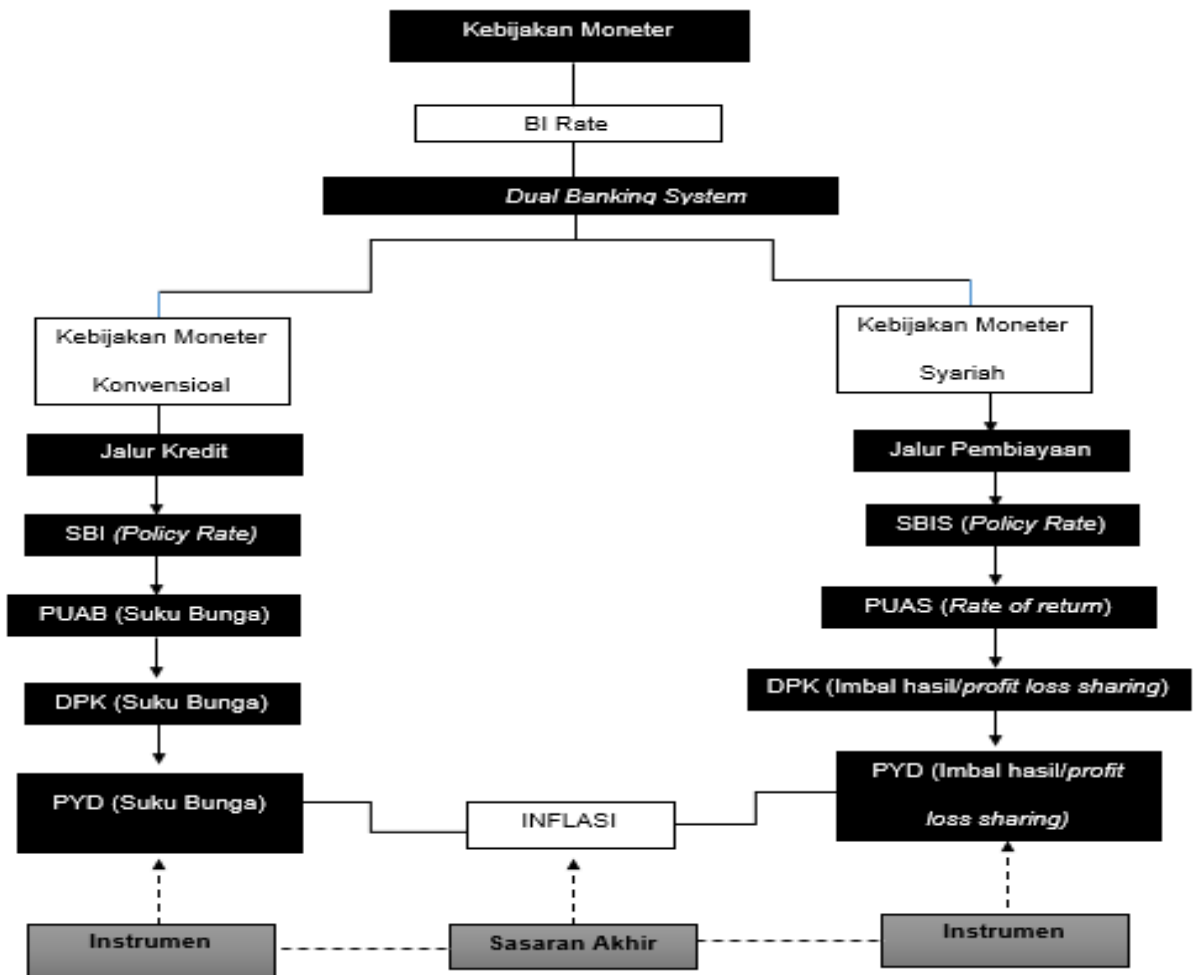 Kebijakan Moneter
BI Rate
Dual Banking System
Kebijakan Moneter
Konvensioal
Kebijakan Moneter
Syariah
Jalur Kredit
Jalur Pembiayaan
SBI (Policy Rate)
SBIS (Policy Rate)
PUAB (Suku Bunga)
PUAS (Rate of return)
DPK (Suku Bunga)
DPK (Imbal hasil/profit loss sharing)
PYD (Suku Bunga)
PYD (Imbal hasil/profit
loss sharing)
INFLASI
Instrumen
Sasaran Akhir
Instrumen